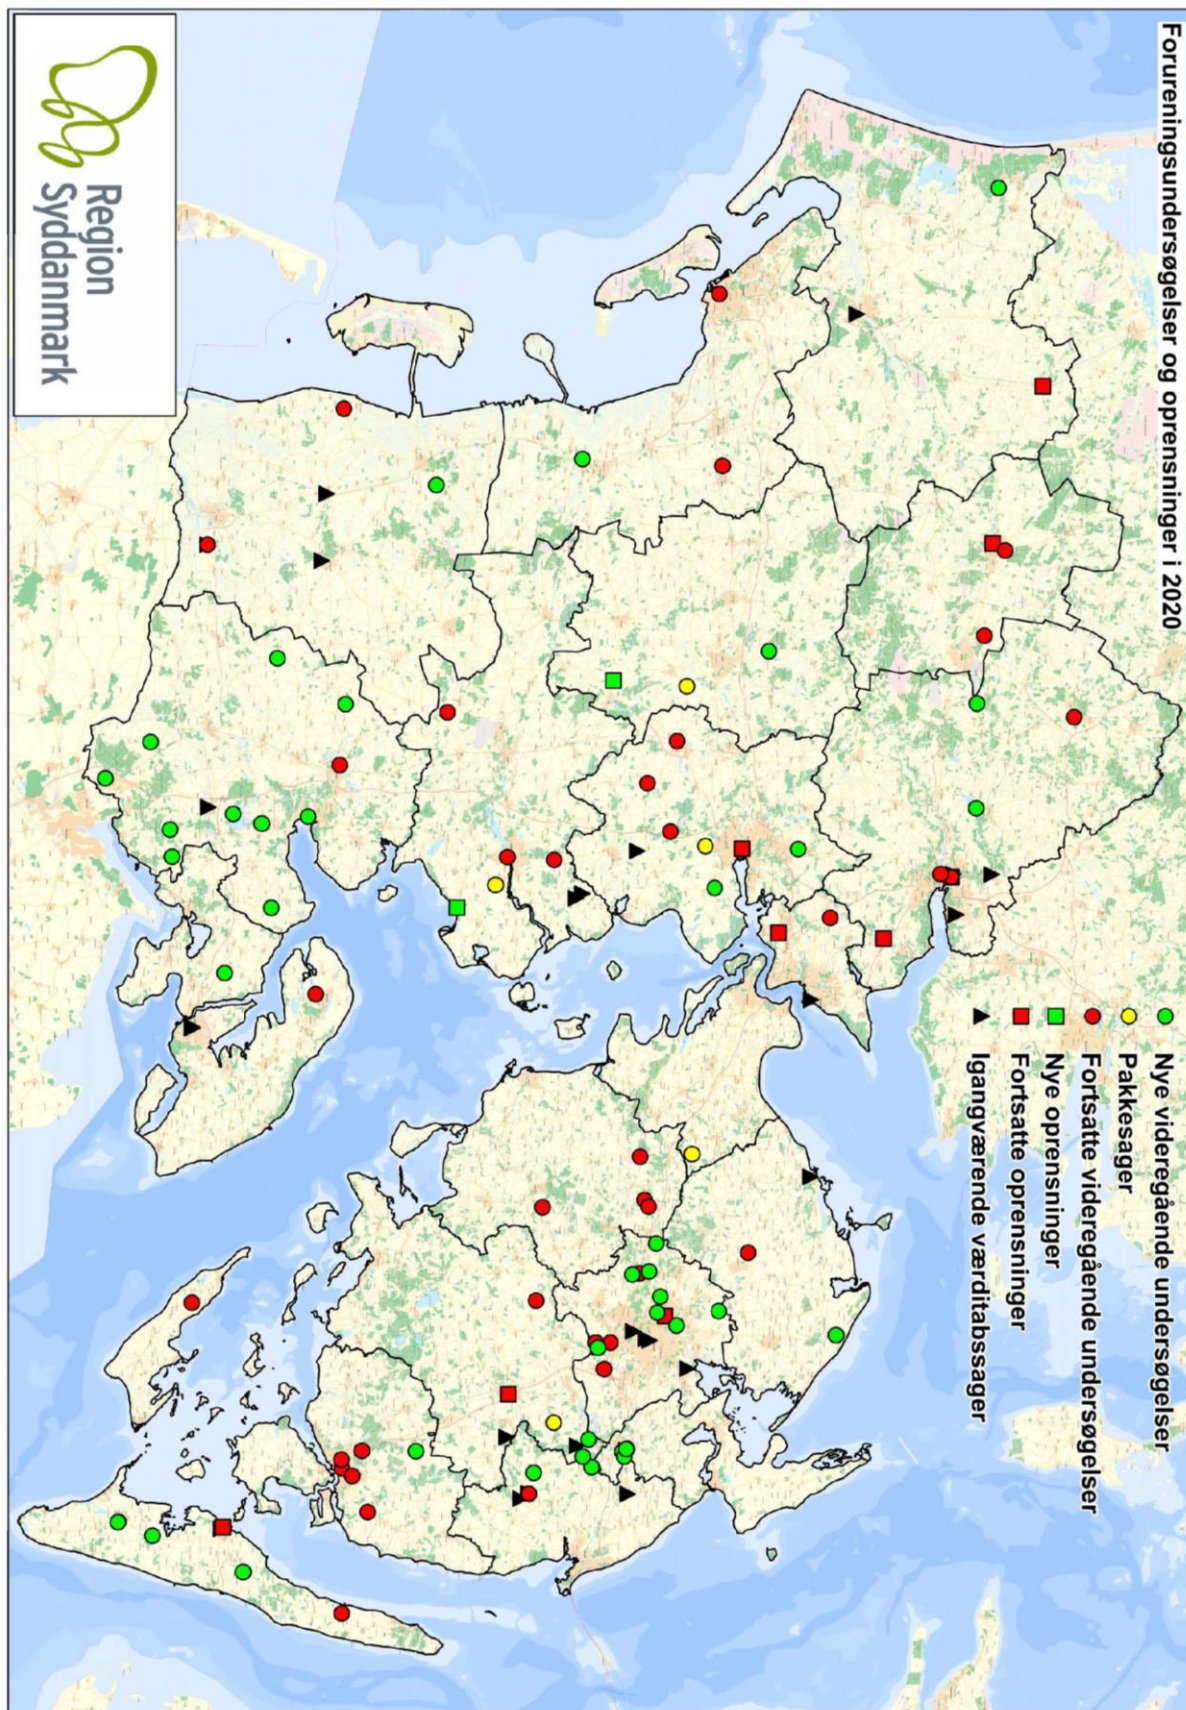 Forureningsundersøgelser og oprensninger i 2020
Nye videregående undersøgelser
Pakkesager
Fortsatte videregående undersøgelser
Nye oprensninger
Fortsatte oprensninger
Igangværende værditabssager
Region
Syddanmark